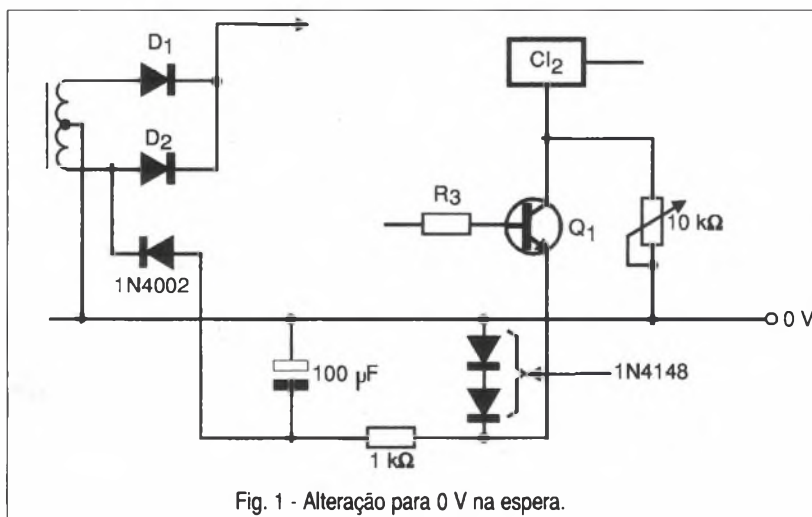 D1
CI2
D2
R3
Q1
10 kΩ
1N4002
0 V
100 µF
1N4148
1 kΩ
Fig. 1 - Alteração para 0 V na espera.